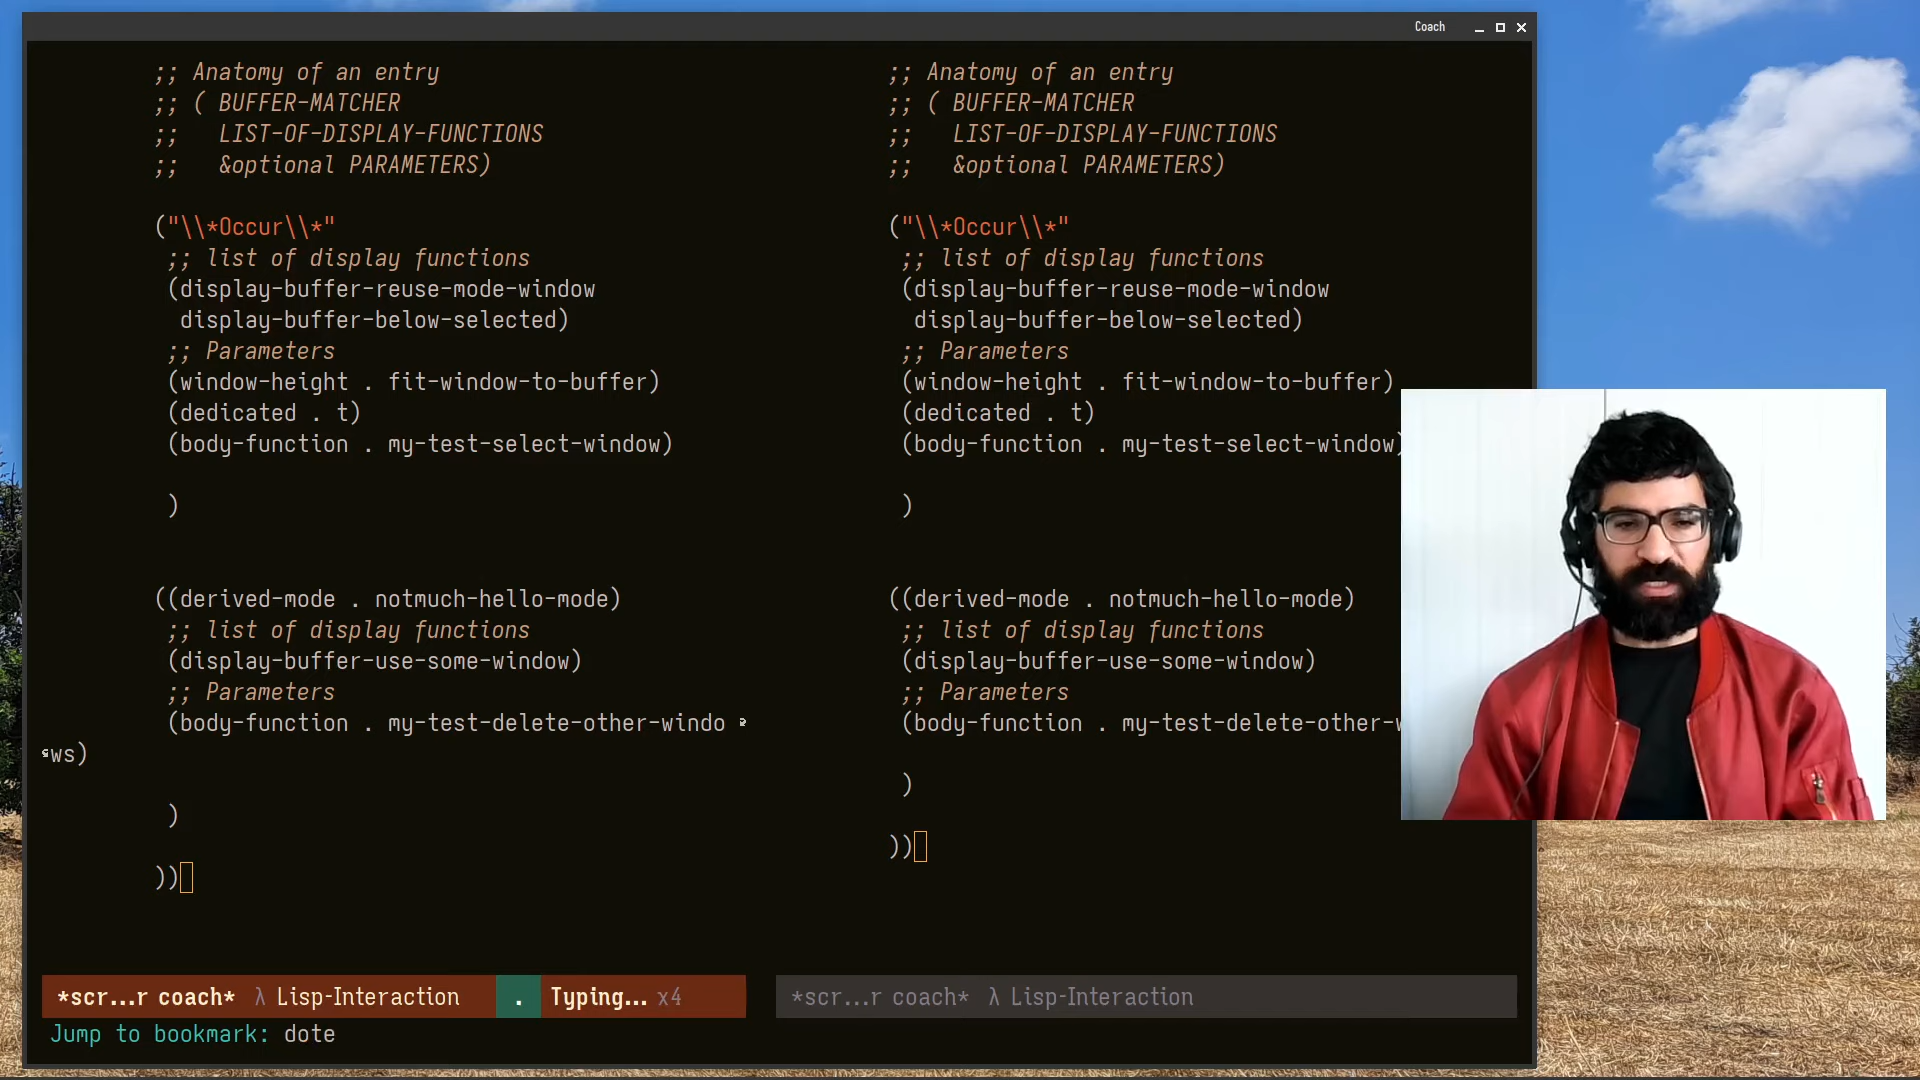 Coach
;; Anatomy of an entry
;; ( BUFFER-MATCHER
;;   LIST-OF-DISPLAY-FUNCTIONS
;;   &optional PARAMETERS)
("\\*Occur\\*"
;; list of display functions
(display-buffer-reuse-mode-window
display-buffer-below-selected)
;; Parameters
(window-height . fit-window-to-buffer)
(dedicated . t)
(body-function . my-test-select-window)
)
((derived-mode . notmuch-hello-mode)
;; list of display functions
(display-buffer-use-some-window)
;; Parameters
(body-function . my-test-delete-other-windo
ws)
)
))
;; Anatomy of an entry
;; ( BUFFER-MATCHER
;;   LIST-OF-DISPLAY-FUNCTIONS
;;   &optional PARAMETERS)
("\\*Occur\\*"
;; list of display functions
(display-buffer-reuse-mode-window
display-buffer-below-selected)
;; Parameters
(window-height . fit-window-to-buffer)
(dedicated . t)
(body-function . my-test-select-window)
)
((derived-mode . notmuch-hello-mode)
;; list of display functions
(display-buffer-use-some-window)
;; Parameters
(body-function . my-test-delete-other-w
)
))
*scr...r coach* λ Lisp-Interaction . Typing... x4
*scr...r coach* λ Lisp-Interaction
Jump to bookmark: dote